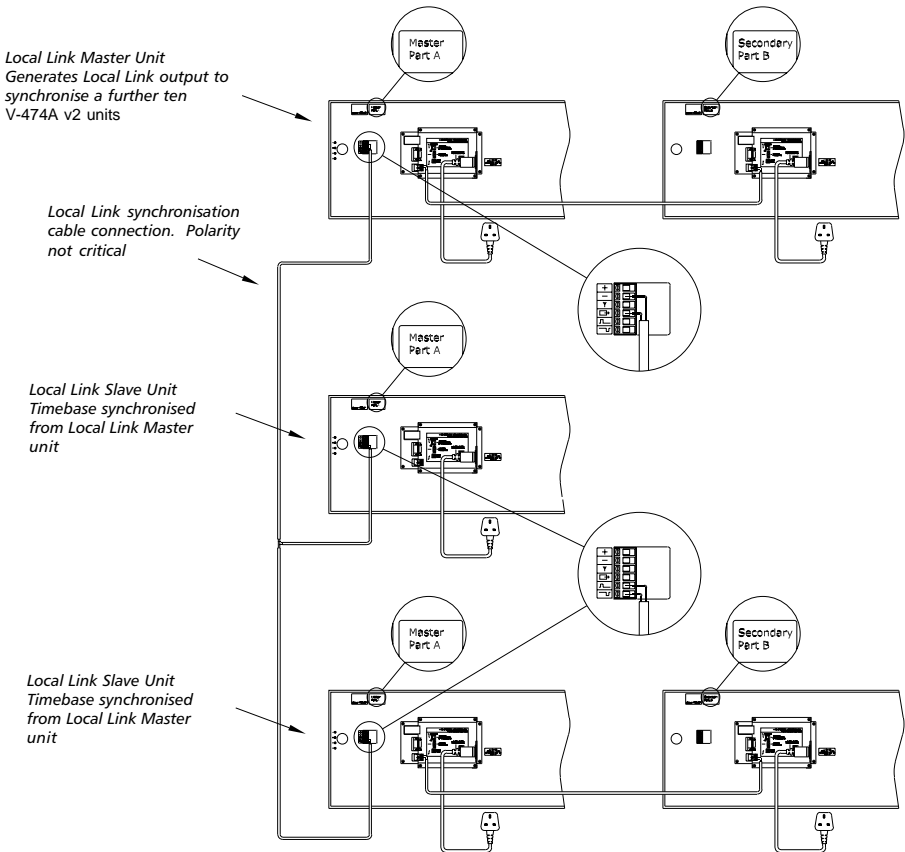 Master
Part A
Secondary
Part B
Local Link Master Unit
Generates Local Link output to
synchronise a further ten
V-474A v2 units
Local Link synchronisation
cable connection. Polarity
not critical
+
–
Master
Part A
Local Link Slave Unit
Timebase synchronised
from Local Link Master
unit
+
–
Master
Part A
Secondary
Part B
Local Link Slave Unit
Timebase synchronised
from Local Link Master
unit